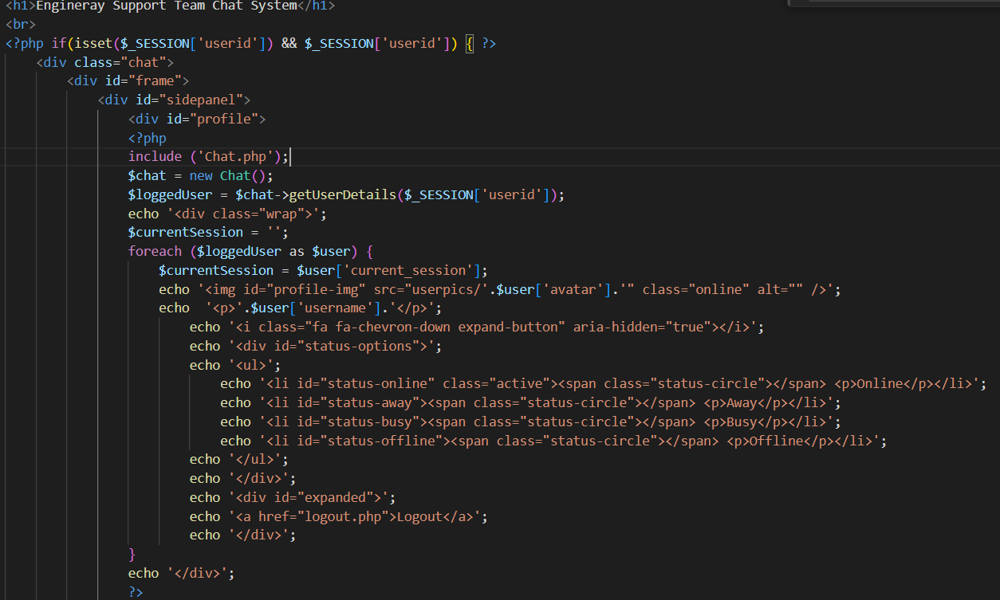 <h1>Engineray Support Team Chat System</h1>
<br>
<?php if(isset($_SESSION['userid']) && $_SESSION['userid']) { ?>
<div class="chat">
<div id="frame">
<div id="sidepanel">
<div id="profile">
<?php
include ('Chat.php');
$chat = new Chat();
$loggedUser = $chat->getUserDetails($_SESSION['userid']);
echo '<div class="wrap">';
$currentSession = '';
foreach ($loggedUser as $user) {
$currentSession = $user['current_session'];
echo '<img id="profile-img" src="userpics/'.$user['avatar'].'" class="online" alt="" />';
echo  '<p>'.$user['username'].'</p>';
echo '<i class="fa fa-chevron-down expand-button" aria-hidden="true"></i>';
echo '<div id="status-options">';
echo '<ul>';
echo '<li id="status-online" class="active"><span class="status-circle"></span> <p>Online</p></li>';
echo '<li id="status-away"><span class="status-circle"></span> <p>Away</p></li>';
echo '<li id="status-busy"><span class="status-circle"></span> <p>Busy</p></li>';
echo '<li id="status-offline"><span class="status-circle"></span> <p>Offline</p></li>';
echo '</ul>';
echo '</div>';
echo '<div id="expanded">';
echo '<a href="logout.php">Logout</a>';
echo '</div>';
}
echo '</div>';
?>